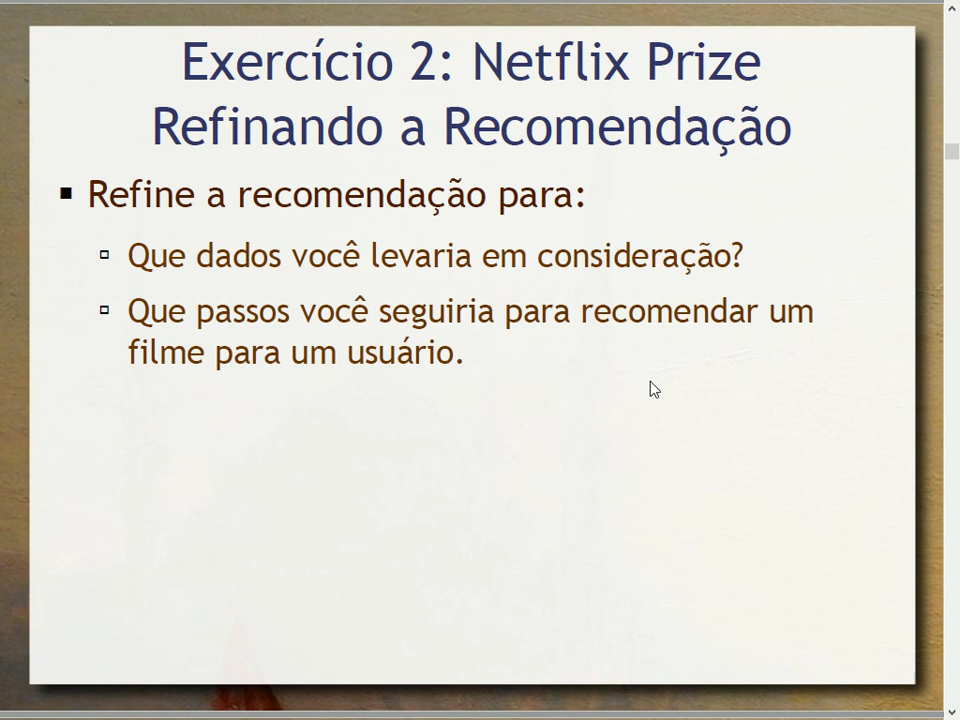 Exercício 2: Netflix Prize
Refinando a Recomendação
Refine a recomendação para:
Que dados você levaria em consideração?
Que passos você seguiria para recomendar um
filme para um usuário.